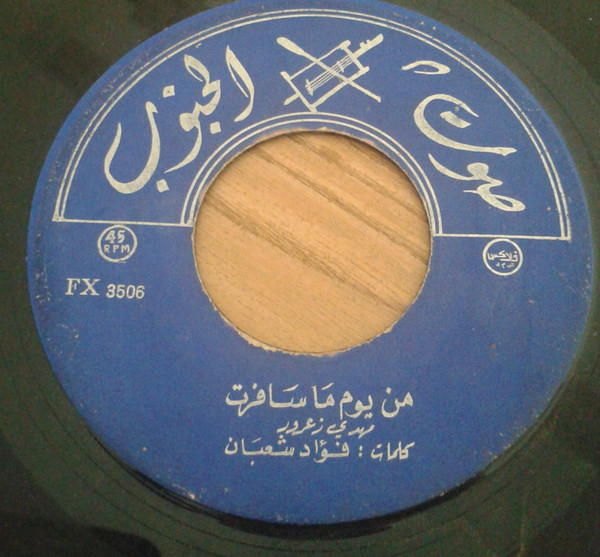 صوت الجنوب
45
RPM
فلاكس
FX 3506
من يوم ما سافرت
مهدي زعرور
كلمات : فؤاد شعبان